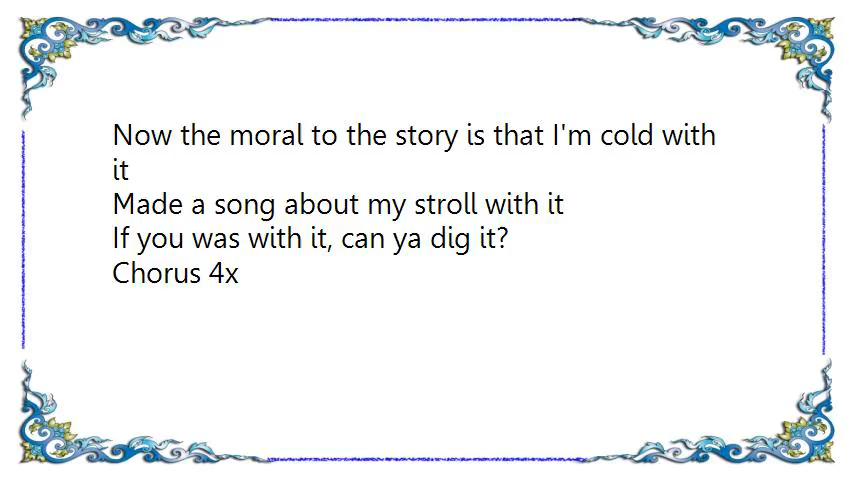 Now the moral to the story is that I'm cold with
it
Made a song about my stroll with it
If you was with it, can ya dig it?
Chorus 4x